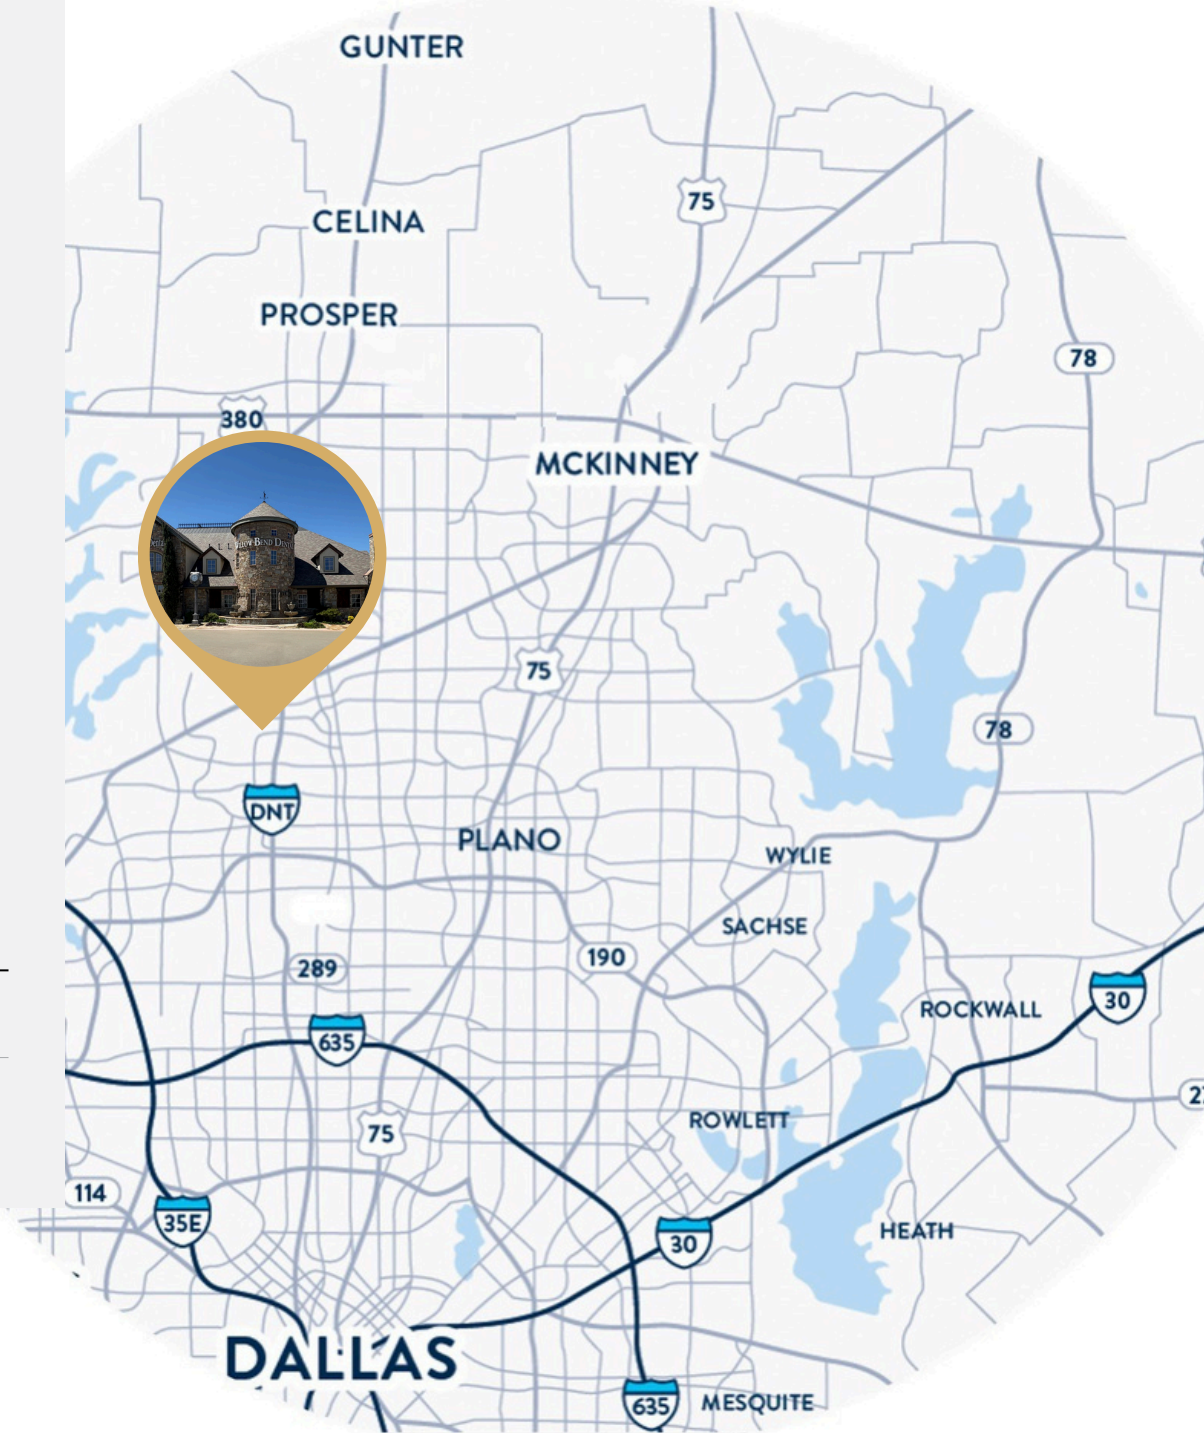 GUNTER
75
CELINA
PROSPER
78
380
MCKINNEY
BEND
75
78
DNT
PLANO
WYLIE
SACHSE
190
289
30
ROCKWALL
635
ROWLETT
75
114
35E
HEATH
30
DALLAS
635
MESQUITE